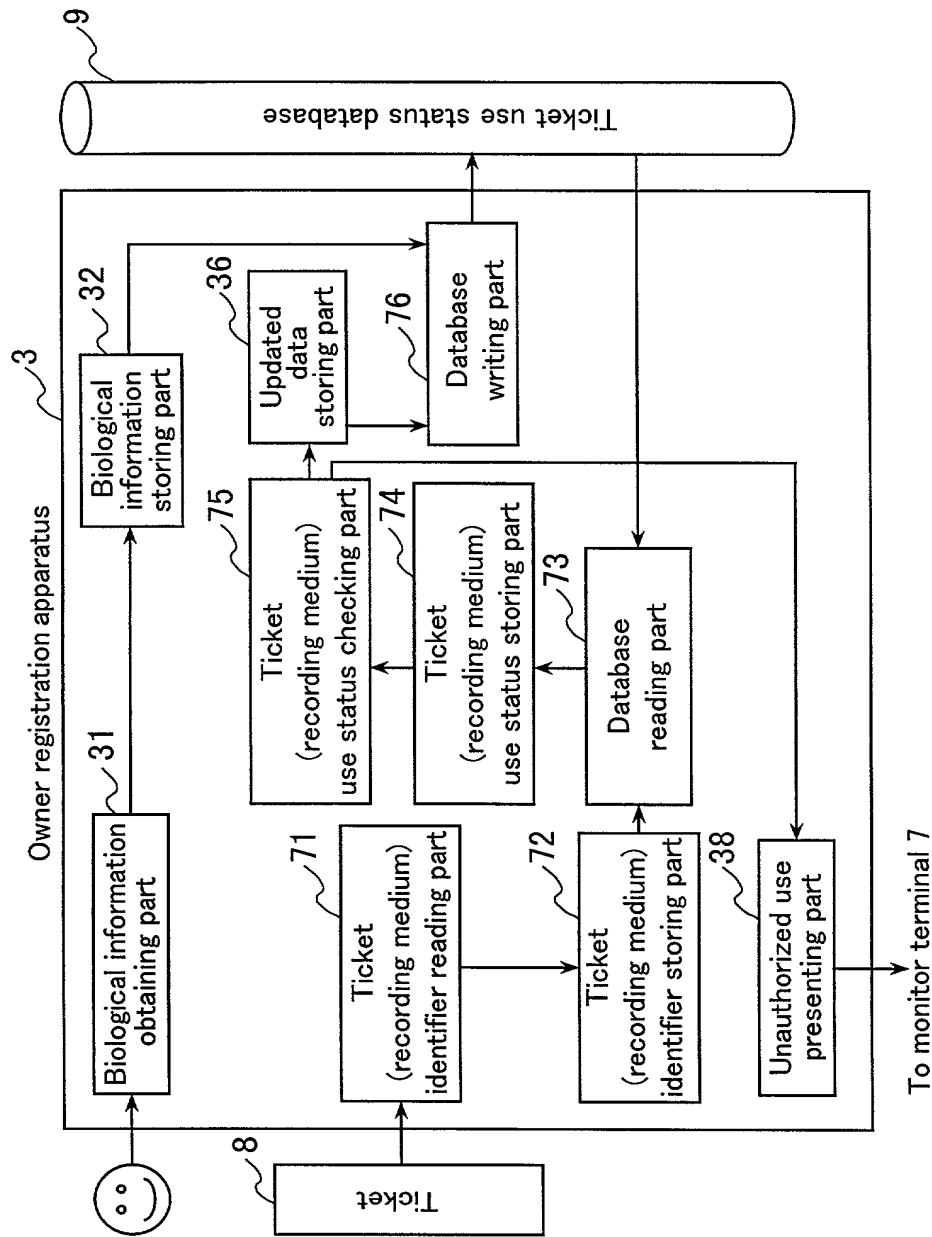 Owner registration apparatus
3
9
Ticket use status database
Biological information
obtaining part
31
Biological
information
storing part
32
Ticket
8
Ticket
(recording medium)
identifier reading part
71
Ticket
(recording medium)
use status checking part
75
Updated
data
storing part
36
Ticket
(recording medium)
use status storing part
74
Database
writing part
76
Ticket
(recording medium)
identifier storing part
72
Database
reading part
73
Unauthorized use
presenting part
38
To monitor terminal 7